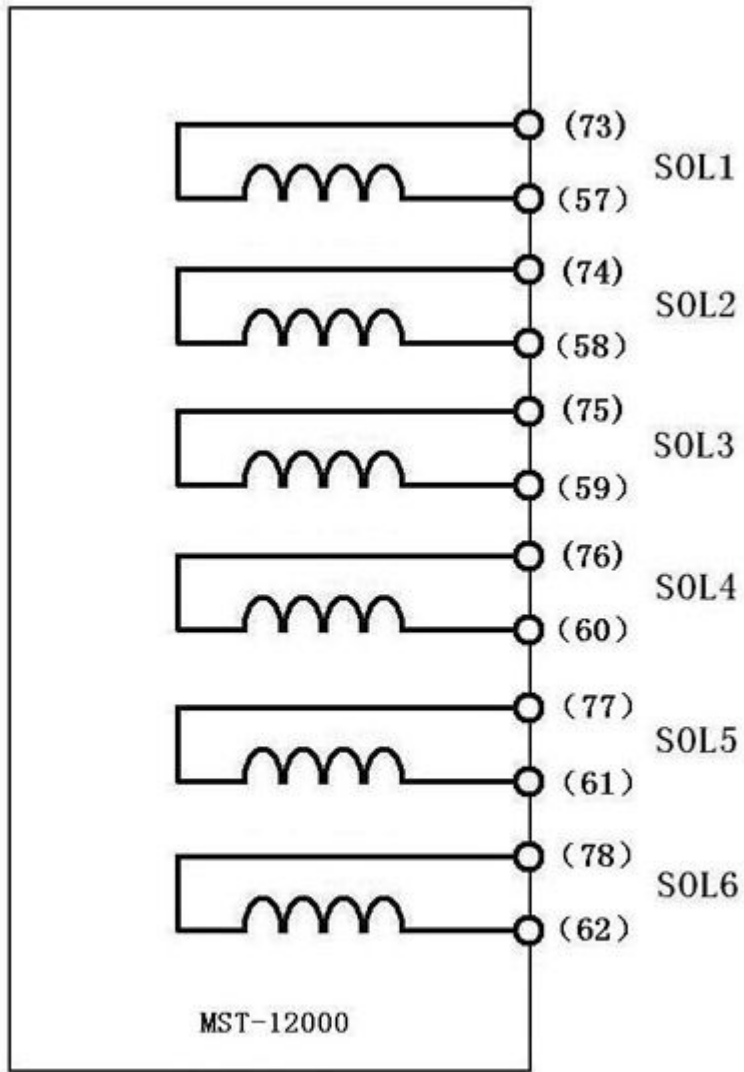 (73)
SOL1
(57)
(74)
SOL2
(58)
(75)
SOL3
(59)
(76)
SOL4
(60)
(77)
SOL5
(61)
(78)
SOL6
(62)
MST-12000